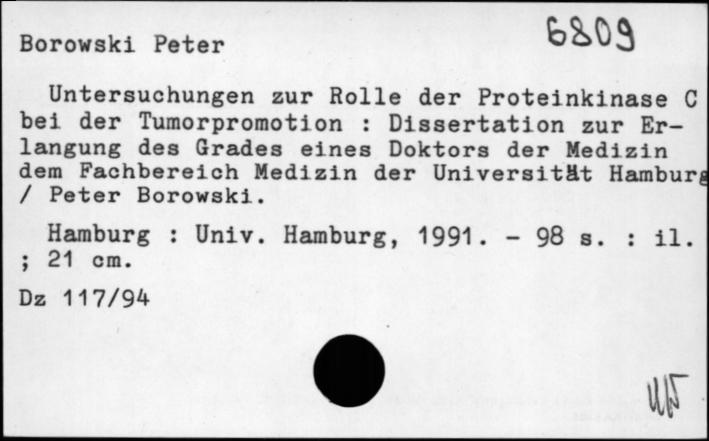 6809
Borowski Peter
Untersuchungen zur Rolle der Proteinkinase C
bei der Tumorpromotion : Dissertation zur Er-
langung des Grades eines Doktors der Medizin
dem Fachbereich Medizin der Universität Hamburg
/ Peter Borowski.
Hamburg : Univ. Hamburg, 1991. - 98 s. : il.
; 21 cm.
Dz 117/94